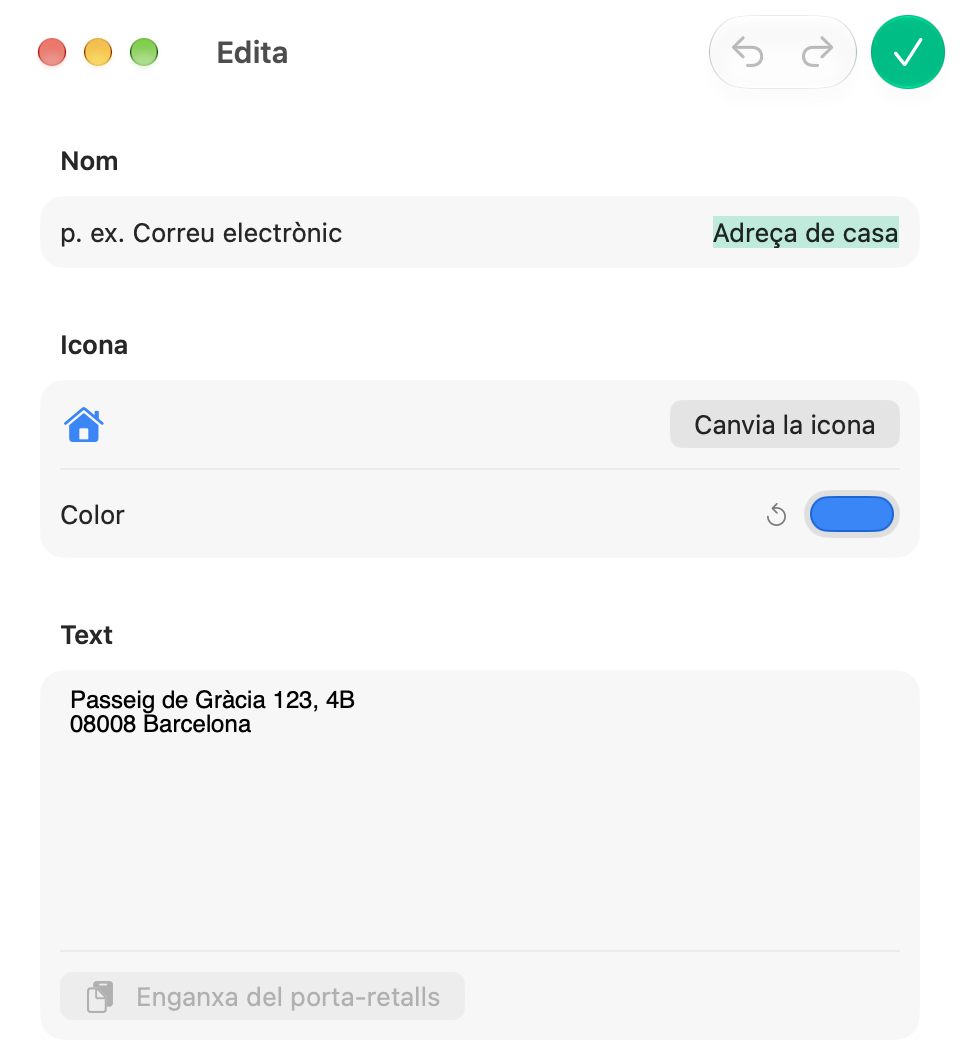 Edita
Nom
p. ex. Correu electrònic Adreça de casa
Icona
Canvia la icona
Color
Text
Passeig de Gràcia 123, 4B
08008 Barcelona
Enganxa del porta-retalls